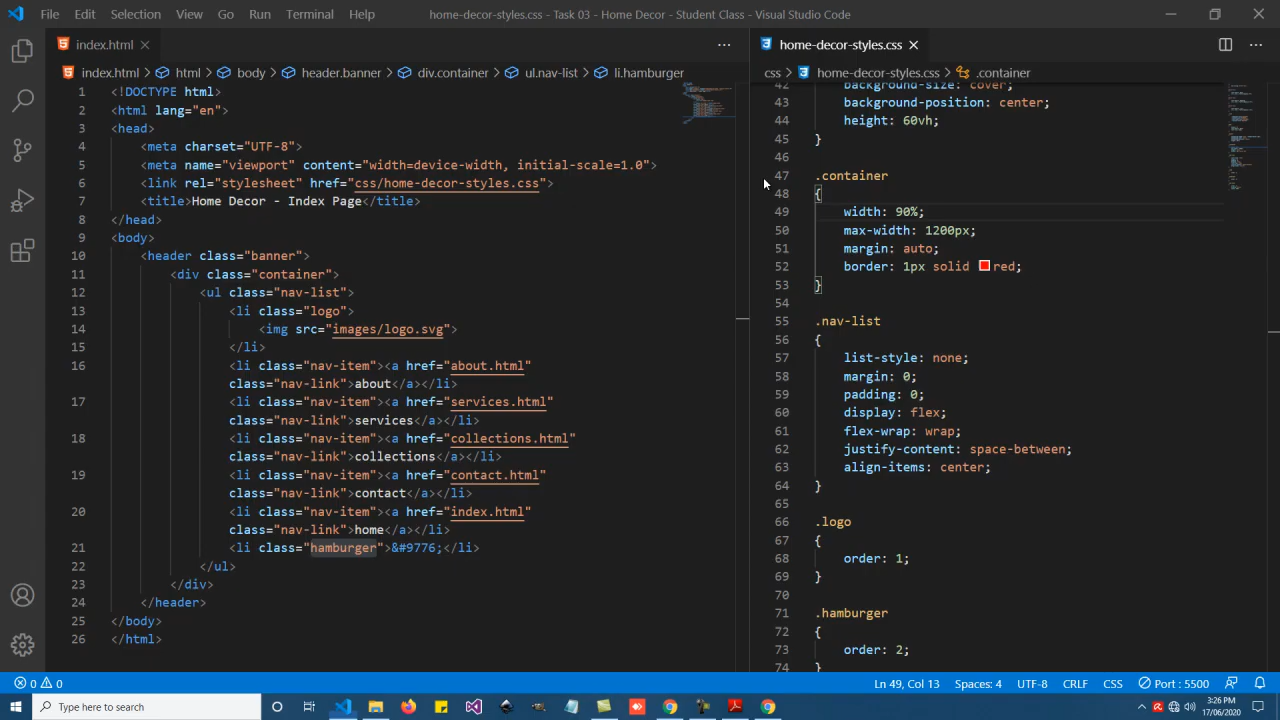 File Edit Selection View Go Run Terminal Help home-decor-styles.css - Task 03 - Home Decor - Student Class - Visual Studio Code
index.html
index.html > html > body > header.banner > div.container > ul.nav-list > li.hamburger
1 <!DOCTYPE html>
2 <html lang="en">
3 <head>
4 <meta charset="UTF-8">
5 <meta name="viewport" content="width=device-width, initial-scale=1.0">
6 <link rel="stylesheet" href="css/home-decor-styles.css">
7 <title>Home Decor - Index Page</title>
8 </head>
9 <body>
10 <header class="banner">
11 <div class="container">
12 <ul class="nav-list">
13 <li class="logo">
14 <img src="images/logo.svg">
15 </li>
16 <li class="nav-item"><a href="about.html"
class="nav-link">about</a></li>
17 <li class="nav-item"><a href="services.html"
class="nav-link">services</a></li>
18 <li class="nav-item"><a href="collections.html"
class="nav-link">collections</a></li>
19 <li class="nav-item"><a href="contact.html"
class="nav-link">contact</a></li>
20 <li class="nav-item"><a href="index.html"
class="nav-link">home</a></li>
21 <li class="hamburger">&#9776;</li>
22 </ul>
23 </div>
24 </header>
25 </body>
26 </html>
home-decor-styles.css
css > home-decor-styles.css > .container
42 background-size: cover;
43 background-position: center;
44 height: 60vh;
45 }
46
47 .container
48 {
49 width: 90%;
50 max-width: 1200px;
51 margin: auto;
52 border: 1px solid red;
53 }
54
55 .nav-list
56 {
57 list-style: none;
58 margin: 0;
59 padding: 0;
60 display: flex;
61 flex-wrap: wrap;
62 justify-content: space-between;
63 align-items: center;
64 }
65
66 .logo
67 {
68 order: 1;
69 }
70
71 .hamburger
72 {
73 order: 2;
74 }
0 0 Ln 49, Col 13 Spaces: 4 UTF-8 CRLF CSS Port : 5500
Type here to search
3:26 PM
17/06/2020